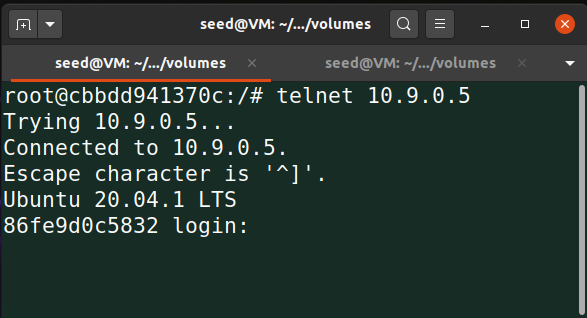 seed@VM: ~/.../volumes
seed@VM: ~/.../volumes
seed@VM: ~/.../volumes
root@cbbdd941370c:/# telnet 10.9.0.5
Trying 10.9.0.5...
Connected to 10.9.0.5.
Escape character is '^]'.
Ubuntu 20.04.1 LTS
86fe9d0c5832 login: